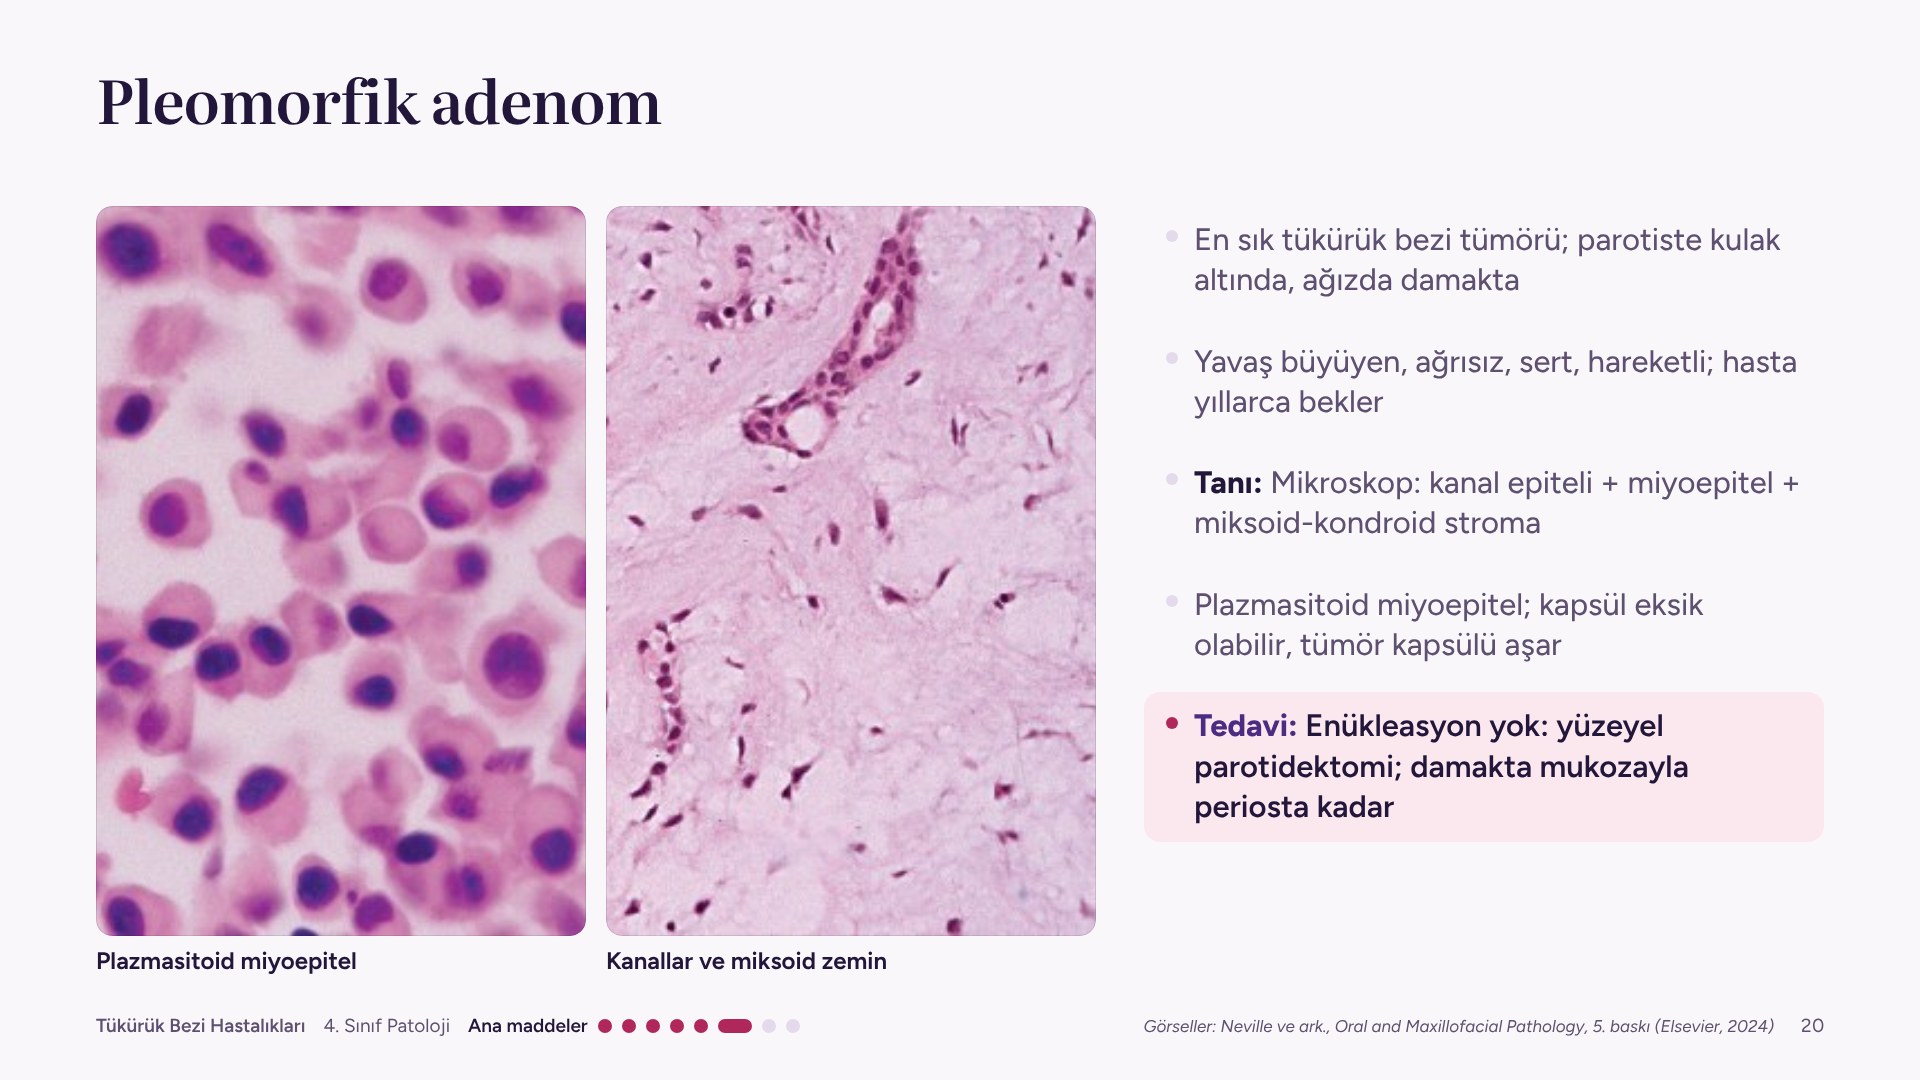 Pleomorfik adenom
Plazmasitoid miyoepitel
Kanallar ve miksoid zemin
En sık tükürük bezi tümörü; parotiste kulak
altında, ağızda damakta
Yavaş büyüyen, ağrısız, sert, hareketli; hasta
yıllarca bekler
Tanı: Mikroskop: kanal epiteli + miyoepitel +
miksoid-kondroid stroma
Plazmasitoid miyoepitel; kapsül eksik
olabilir, tümör kapsülü aşar
Tedavi: Enükleasyon yok: yüzeyel
parotidektomi; damakta mukozayla
periosta kadar
Tükürük Bezi Hastalıkları 4. Sınıf Patoloji Ana maddeler
Görseller: Neville ve ark., Oral and Maxillofacial Pathology, 5. baskı (Elsevier, 2024) 20